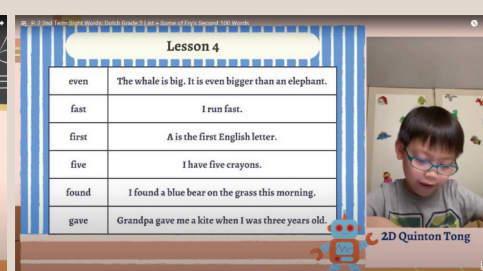 P. 2 2nd Term Sight Words: Dolch Grade 2 List + Some of Fry's Second 100 Words
Lesson 4
even The whale is big. It is even bigger than an elephant.
fast I run fast.
first A is the first English letter.
five I have five crayons.
found I found a blue bear on the grass this morning.
gave Grandpa gave me a kite when I was three years old.
2D Quinton Tong